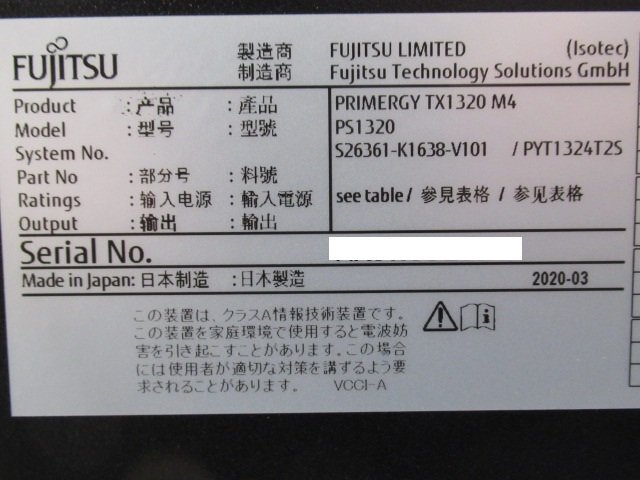 FUJITSU 製造商 FUJITSU LIMITED (Isotec)
制造商 Fujitsu Technology Solutions GmbH
Product :产品 :產品 PRIMERGY TX1320 M4
Model :型号 :型號 PS1320
System No. S26361-K1638-V101 / PYT1324T2S
Part No :部分号 :料號
Ratings :输入电源 :輸入電源 see table / 參見表格 / 参见表格
Output :输出 :輸出
Serial No.
Made in Japan: 日本制造 :日本製造 2020-03
この装置は、クラスA情報技術装置です。
この装置を家庭環境で使用すると電波妨
害を引き起こすことがあります。この場合
には使用者が適切な対策を講ずるよう要
求されることがあります。 VCCI-A